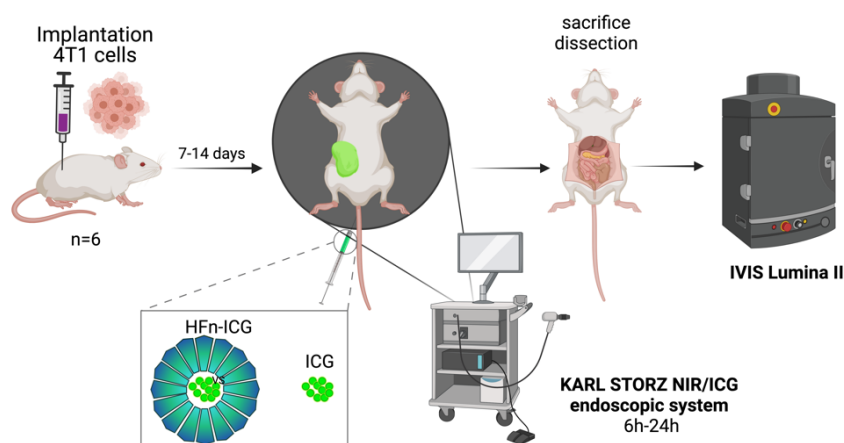 Implantation
4T1 cells
7-14 days
n=6
sacrifice
dissection
IVIS Lumina II
HFn-ICG
vs
ICG
KARL STORZ NIR/ICG
endoscopic system
6h-24h